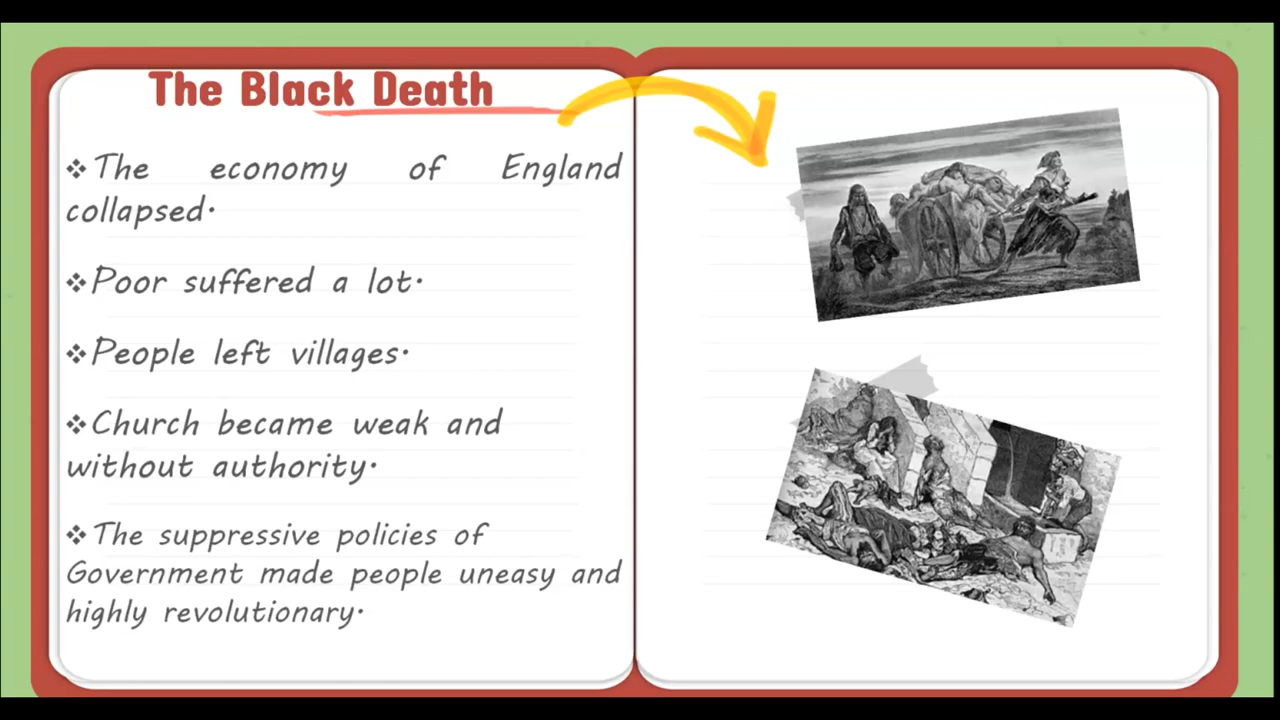 The Black Death
❖The economy of England
collapsed.
❖Poor suffered a lot.
❖People left villages.
❖Church became weak and
without authority.
❖The suppressive policies of
Government made people uneasy and
highly revolutionary.